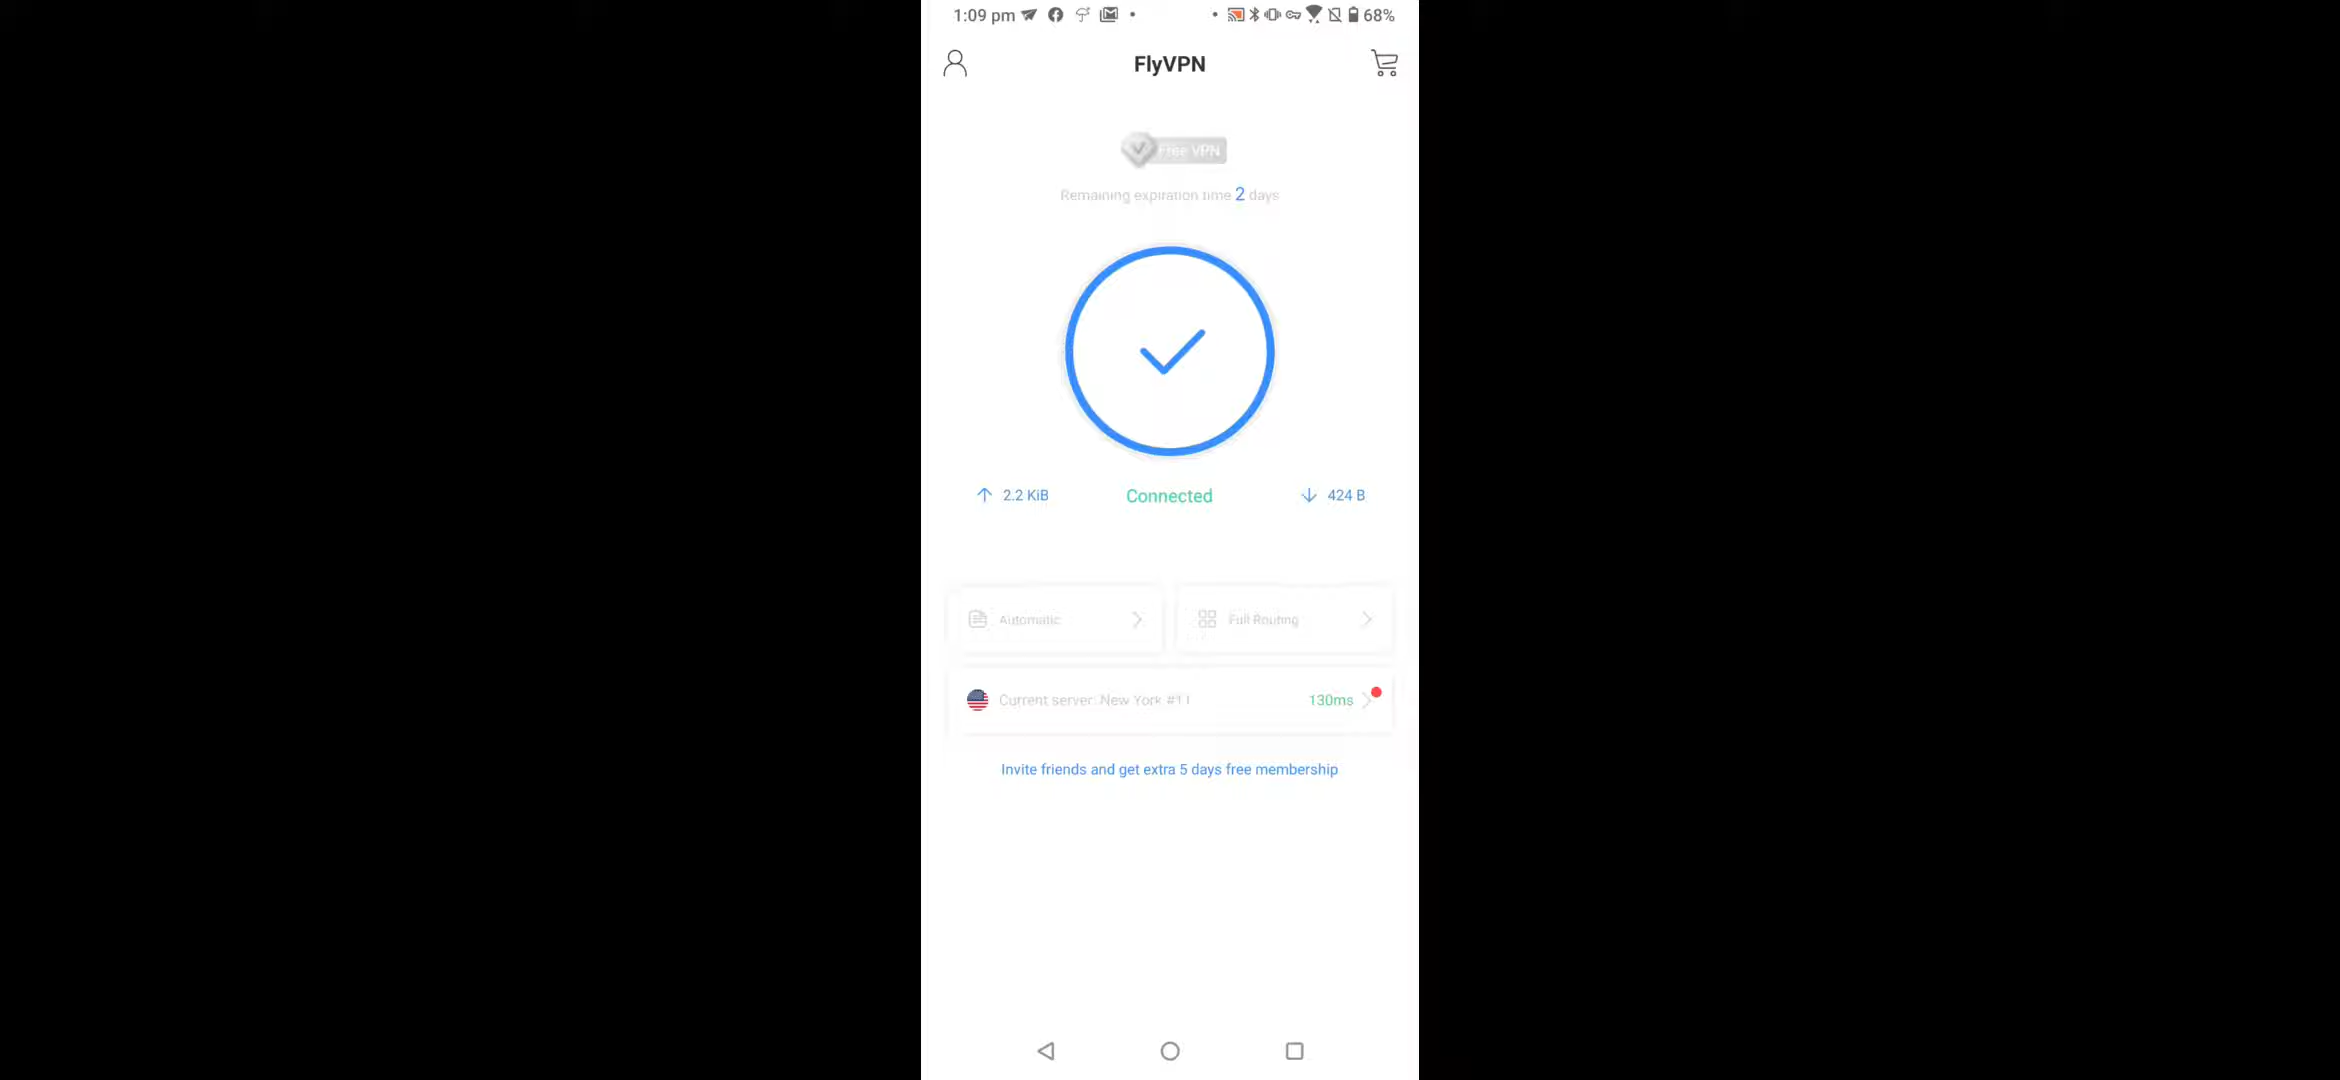 1:09 pm 68%
FlyVPN
Free VPN
Remaining expiration time 2 days
2.2 KiB Connected 424 B
Automatic Full Routing
Current server: New York #11 130ms
Invite friends and get extra 5 days free membership